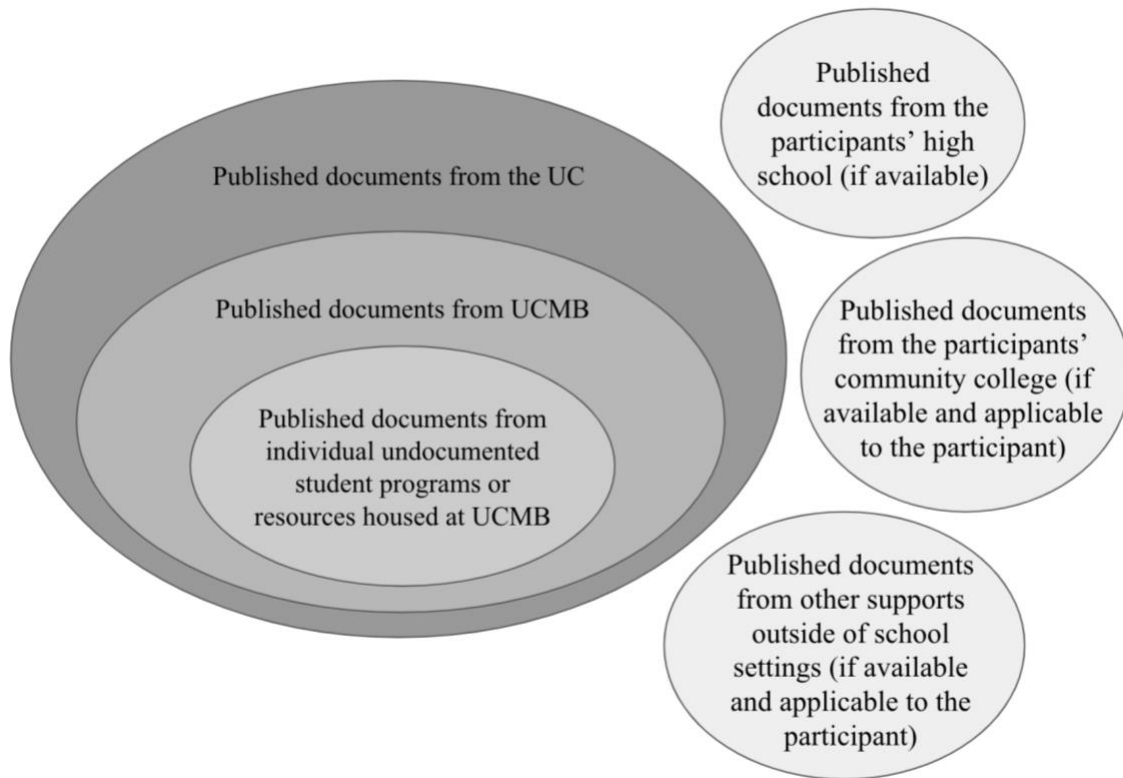 Published documents from the UC
Published documents from UCMB
Published documents from
individual undocumented
student programs or
resources housed at UCMB
Published
documents from the
participants’ high
school (if available)
Published documents
from the participants’
community college (if
available and applicable
to the participant)
Published documents
from other supports
outside of school
settings (if available
and applicable to the
participant)